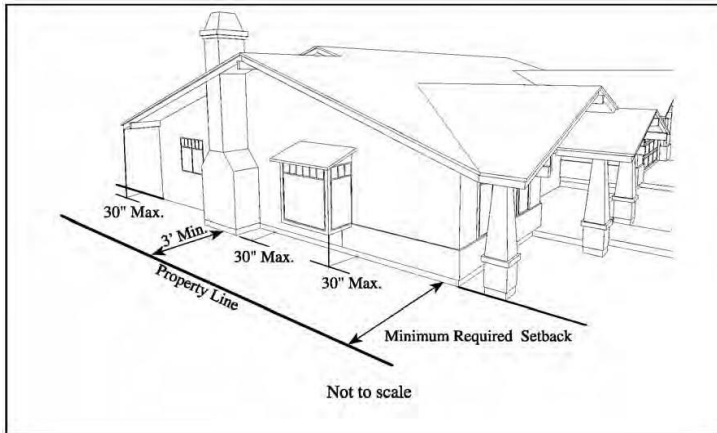 30" Max.
3' Min.
30" Max.
30" Max.
Property Line
Minimum Required Setback
Not to scale